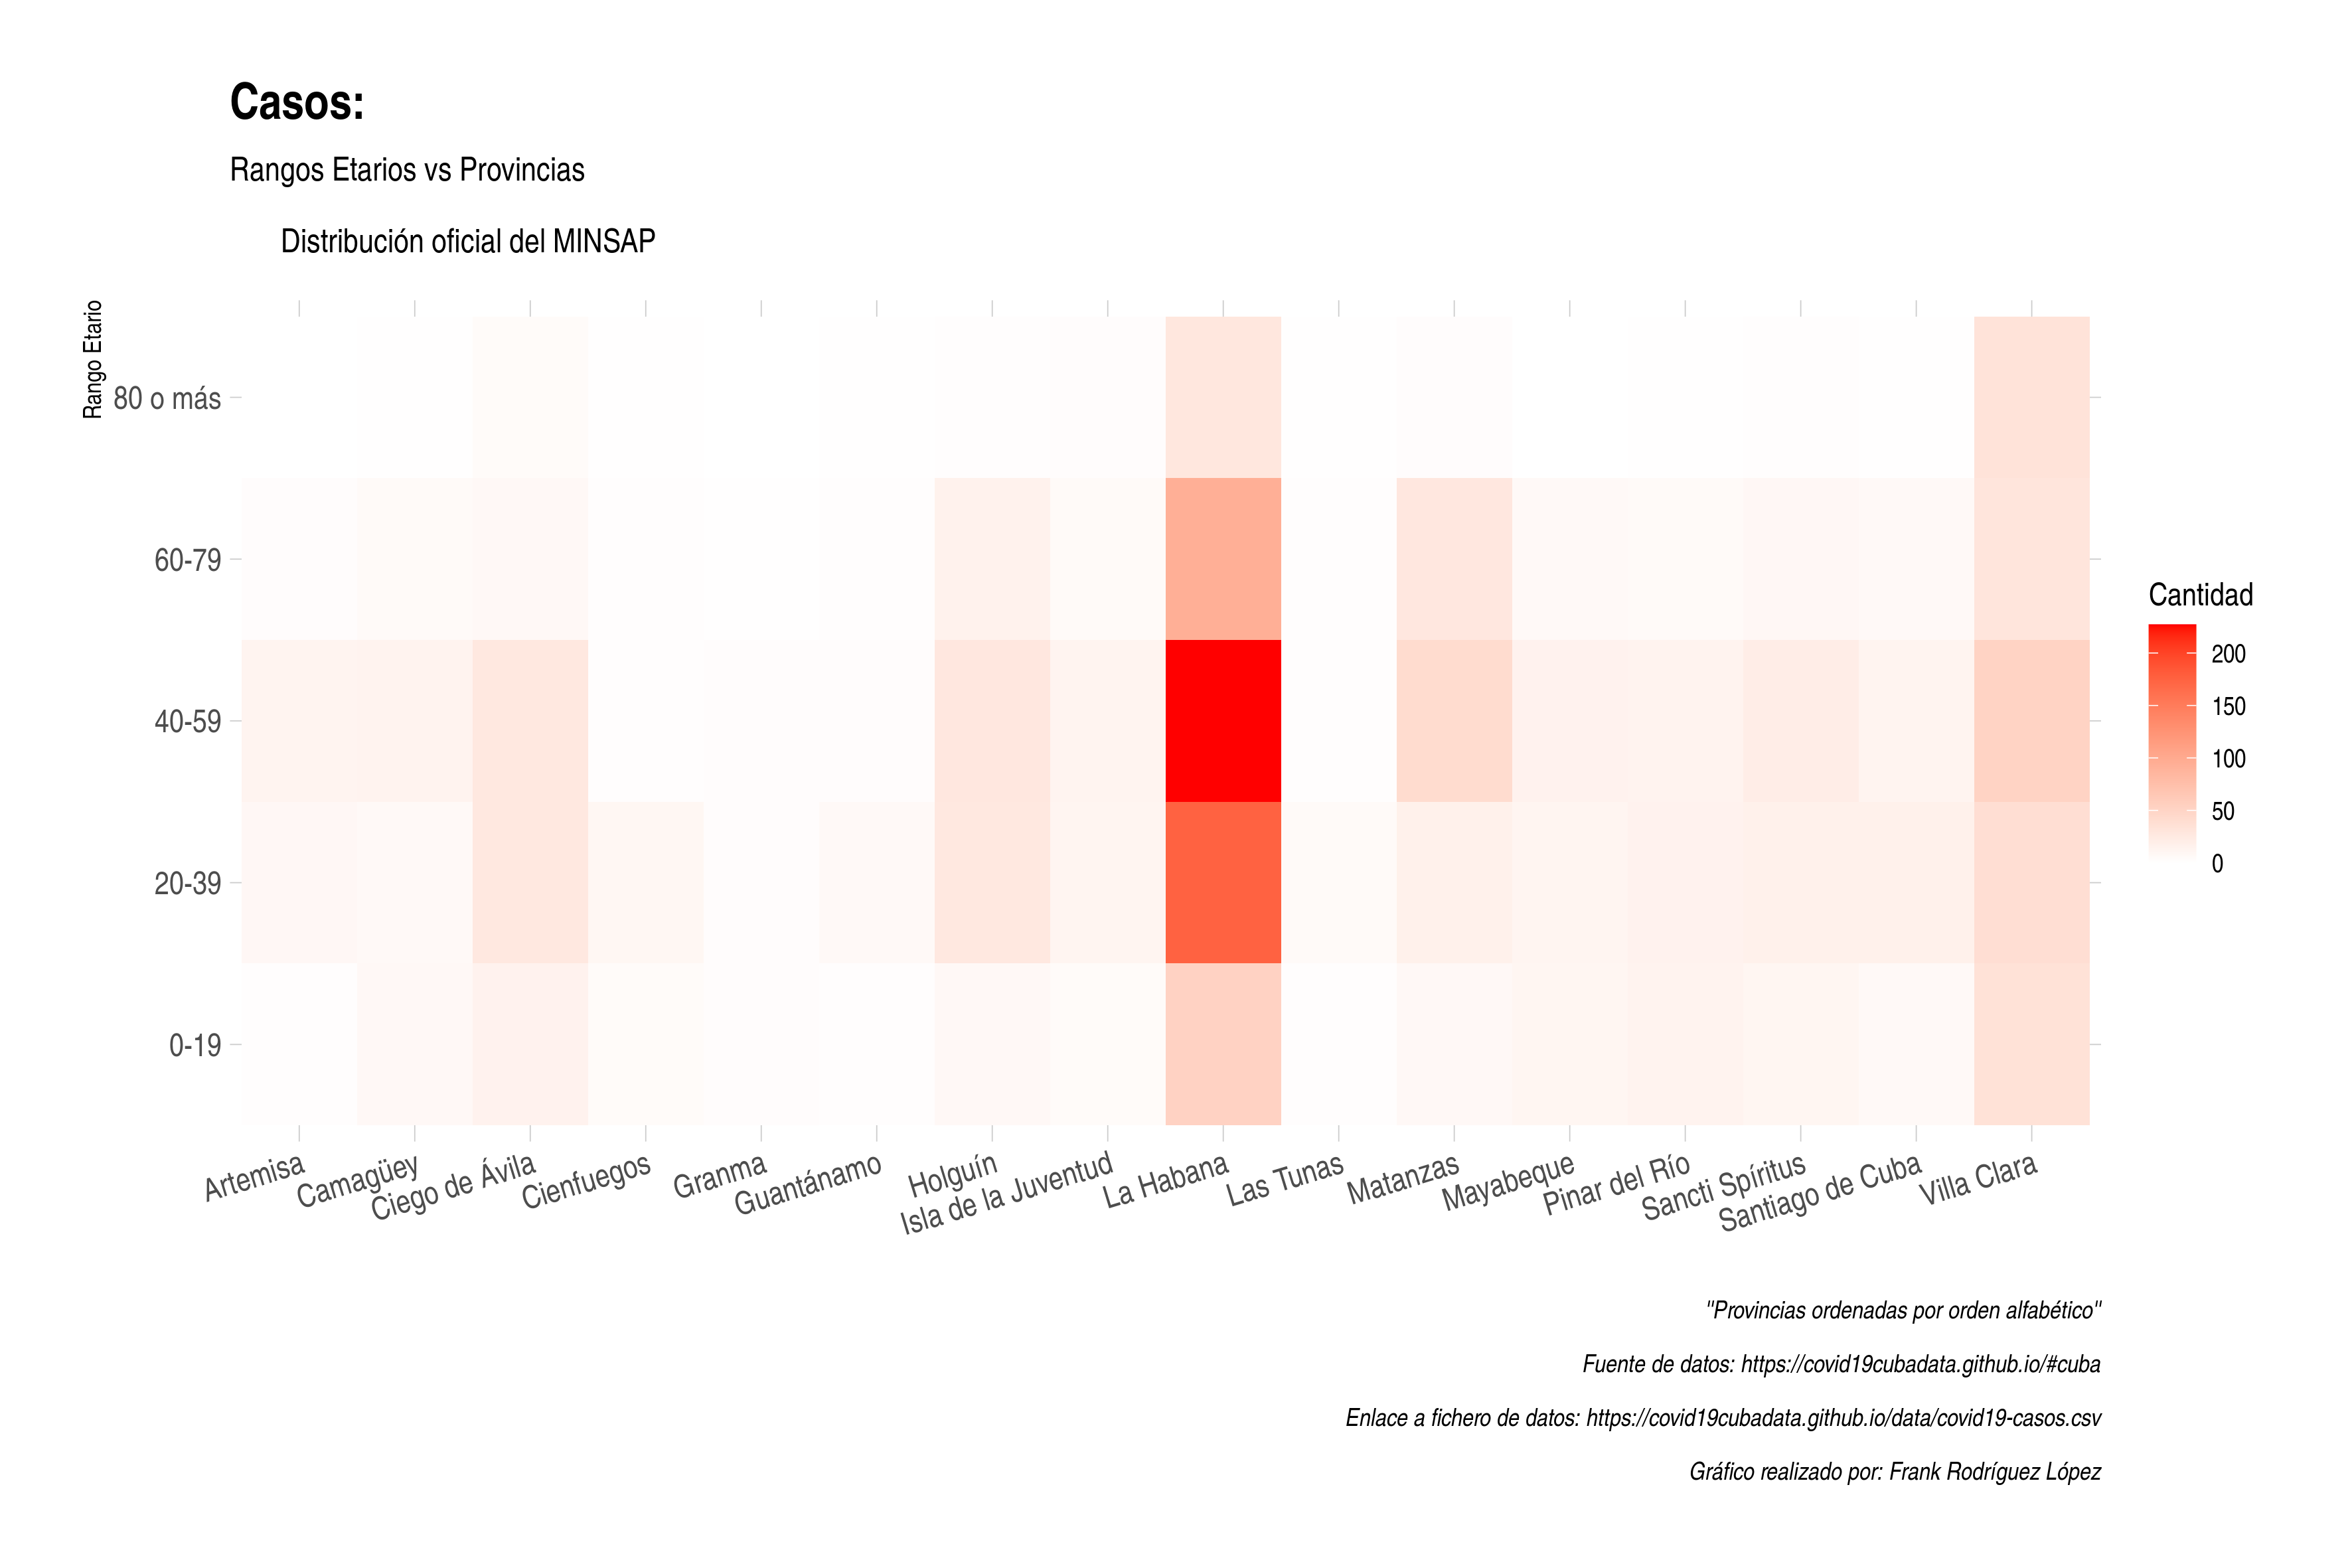 Casos:
Rangos Etarios vs Provincias
Distribución oficial del MINSAP
Rango Etario
80 o más
60-79
40-59
20-39
0-19
Artemisa
Camagüey
Ciego de Ávila
Cienfuegos
Granma
Guantánamo
Holguín
Isla de la Juventud
La Habana
Las Tunas
Matanzas
Mayabeque
Pinar del Río
Sancti Spíritus
Santiago de Cuba
Villa Clara
Cantidad
200
150
100
50
0
"Provincias ordenadas por orden alfabético"
Fuente de datos: https://covid19cubadata.github.io/#cuba
Enlace a fichero de datos: https://covid19cubadata.github.io/data/covid19-casos.csv
Gráfico realizado por: Frank Rodríguez López